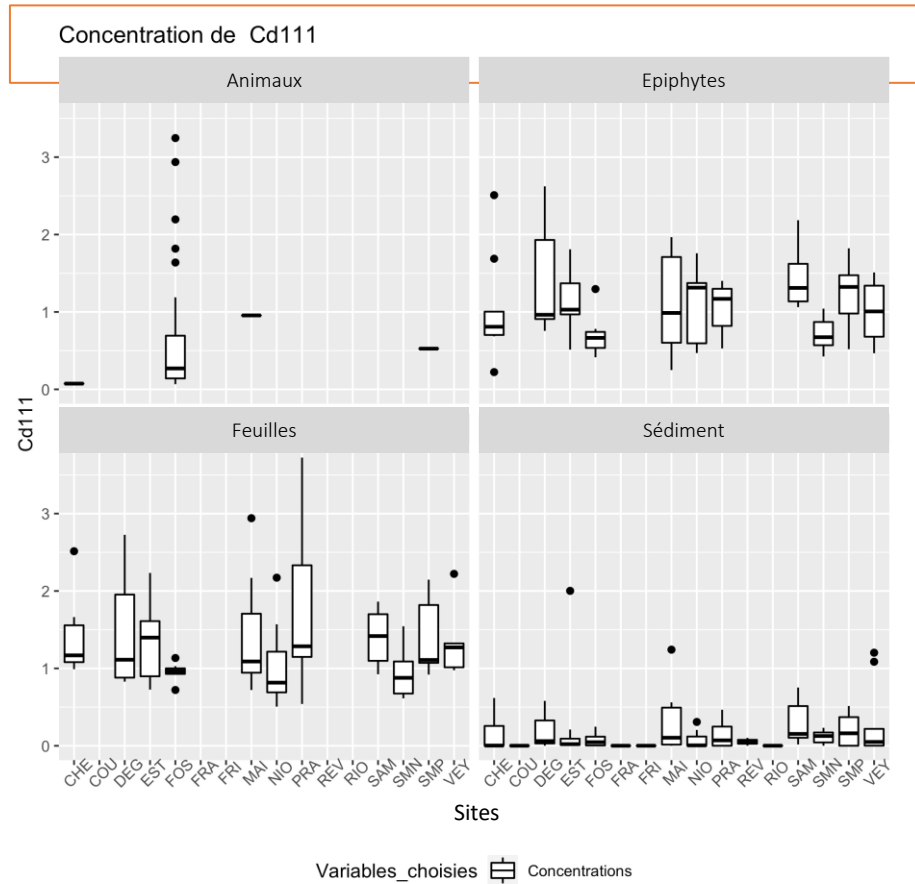 Concentration de Cd111
Animaux
Epiphytes
3
2
1
0
Cd111
Feuilles
Sédiment
3
2
1
0
CHE COU DEG EST FOS FRA FRI MAI NIO PRA REV RIO SAM SMN SMP VEY
CHE COU DEG EST FOS FRA FRI MAI NIO PRA REV RIO SAM SMN SMP VEY
Sites
Variables_choisies Concentrations